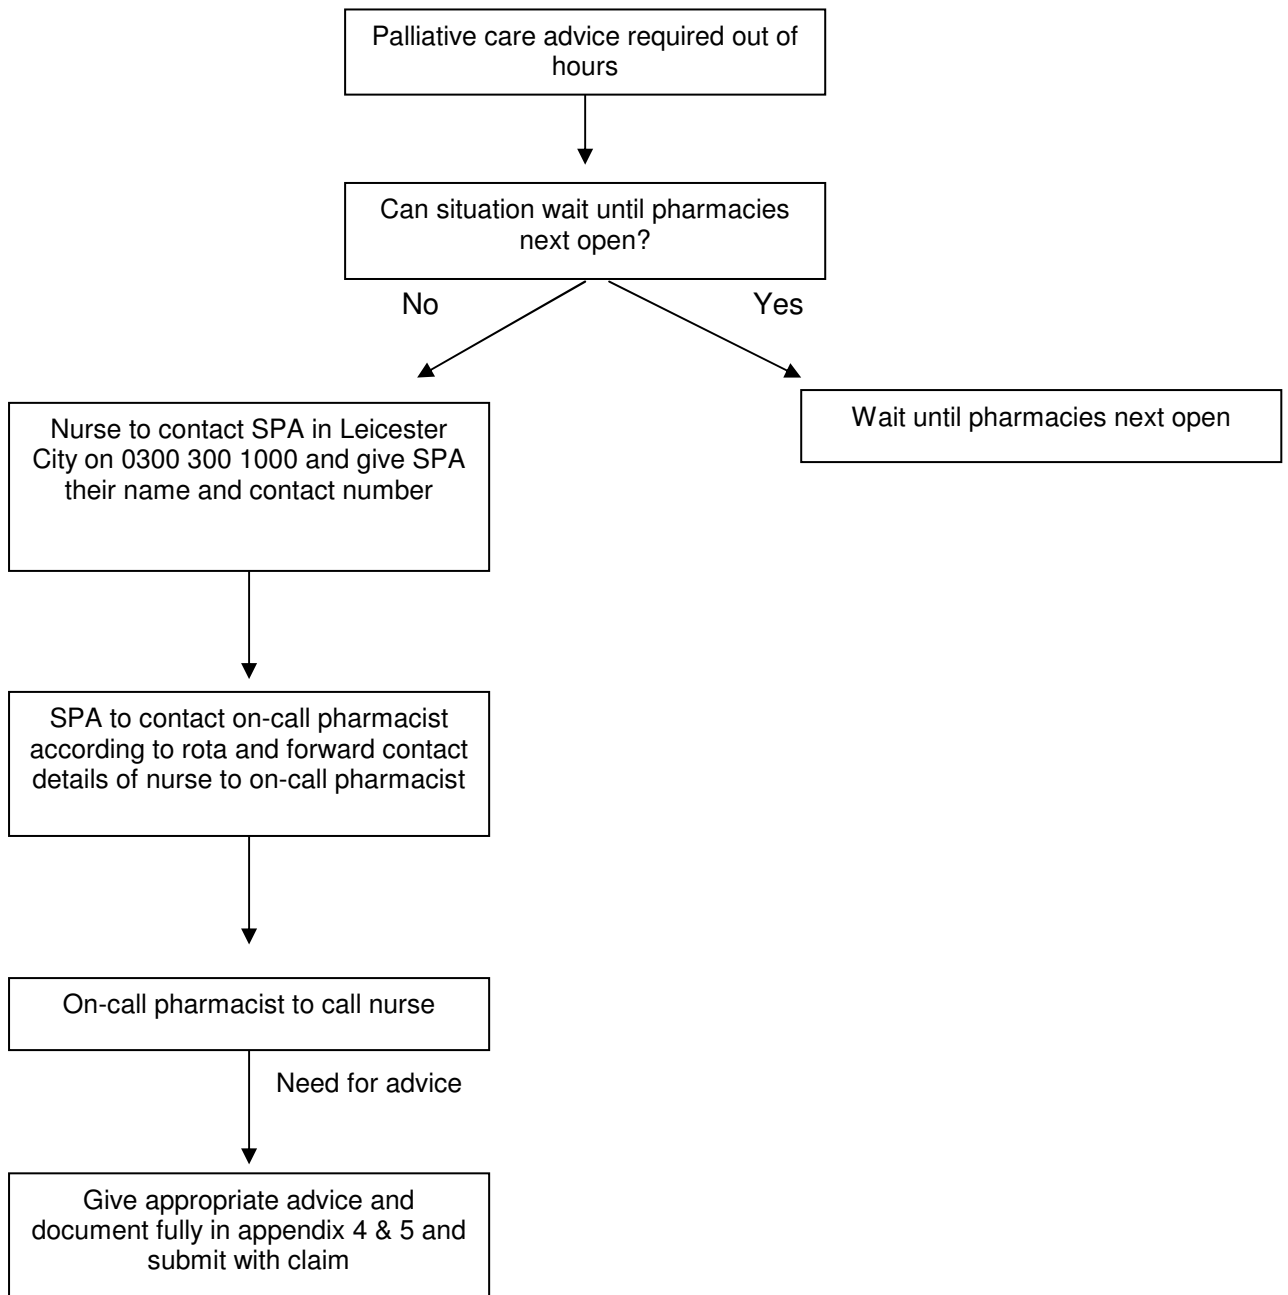 Palliative care advice required out of
hours
Can situation wait until pharmacies
next open?
No
Yes
Nurse to contact SPA in Leicester
City on 0300 300 1000 and give SPA
their name and contact number
Wait until pharmacies next open
SPA to contact on-call pharmacist
according to rota and forward contact
details of nurse to on-call pharmacist
On-call pharmacist to call nurse
Need for advice
Give appropriate advice and
document fully in appendix 4 & 5 and
submit with claim